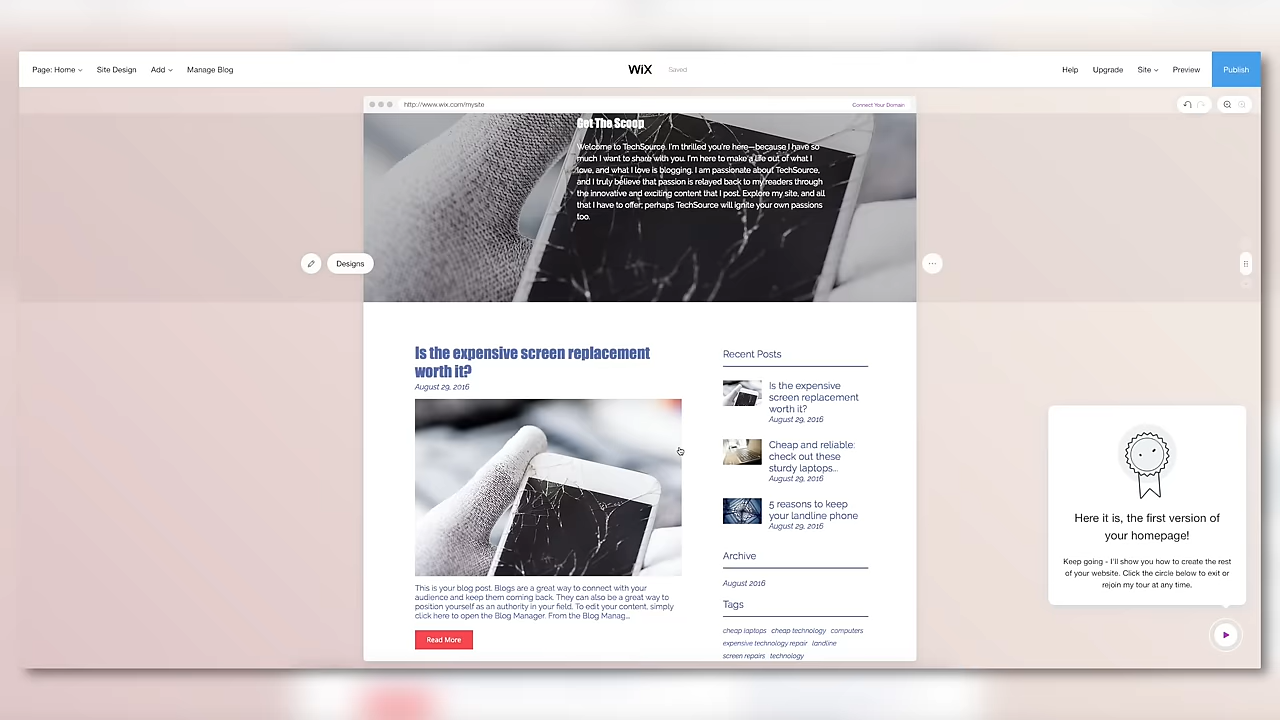 Page: Home
Site Design
Add
Manage Blog
WiX
Saved
Help
Upgrade
Site
Preview
Publish
http://www.wix.com/mysite
Connect Your Domain
Get The Scoop
Welcome to TechSource. I'm thrilled you're here—because I have so
much I want to share with you. I'm here to make a life out of what I
love, and what I love is blogging. I am passionate about TechSource,
and I truly believe that passion is relayed back to my readers through
the innovative and exciting content that I post. Explore my site, and all
that I have to offer; perhaps TechSource will ignite your own passions
too.
Designs
Is the expensive screen replacement
worth it?
August 29, 2016
This is your blog post. Blogs are a great way to connect with your
audience and keep them coming back. They can also be a great way to
position yourself as an authority in your field. To edit your content, simply
click here to open the Blog Manager. From the Blog Manag...
Read More
Recent Posts
Is the expensive
screen replacement
worth it?
August 29, 2016
Cheap and reliable:
check out these
sturdy laptops...
August 29, 2016
5 reasons to keep
your landline phone
August 29, 2016
Archive
August 2016
Tags
cheap laptops cheap technology computers
expensive technology repair landline
screen repairs technology
Here it is, the first version of
your homepage!
Keep going - I'll show you how to create the rest
of your website. Click the circle below to exit or
rejoin my tour at any time.